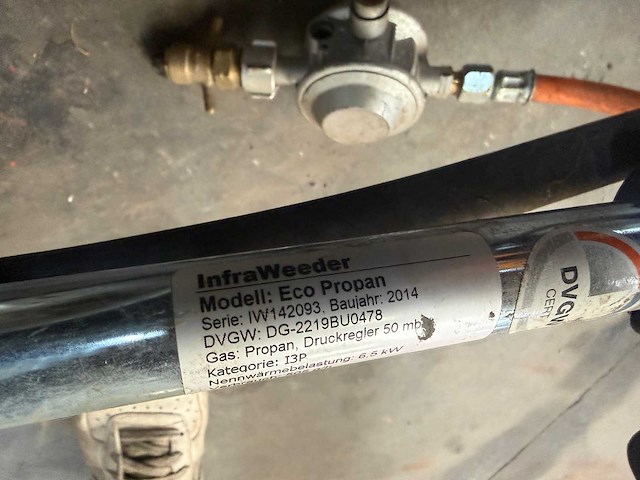 InfraWeeder
Modell: Eco Propan
Serie: IW142093, Baujahr: 2014
DVGW: DG-2219BU0478
Gas: Propan, Druckregler 50 mb
Kategorie: I3P
Nennwärmebelastung: 6.5 kW
DVGW
CERT